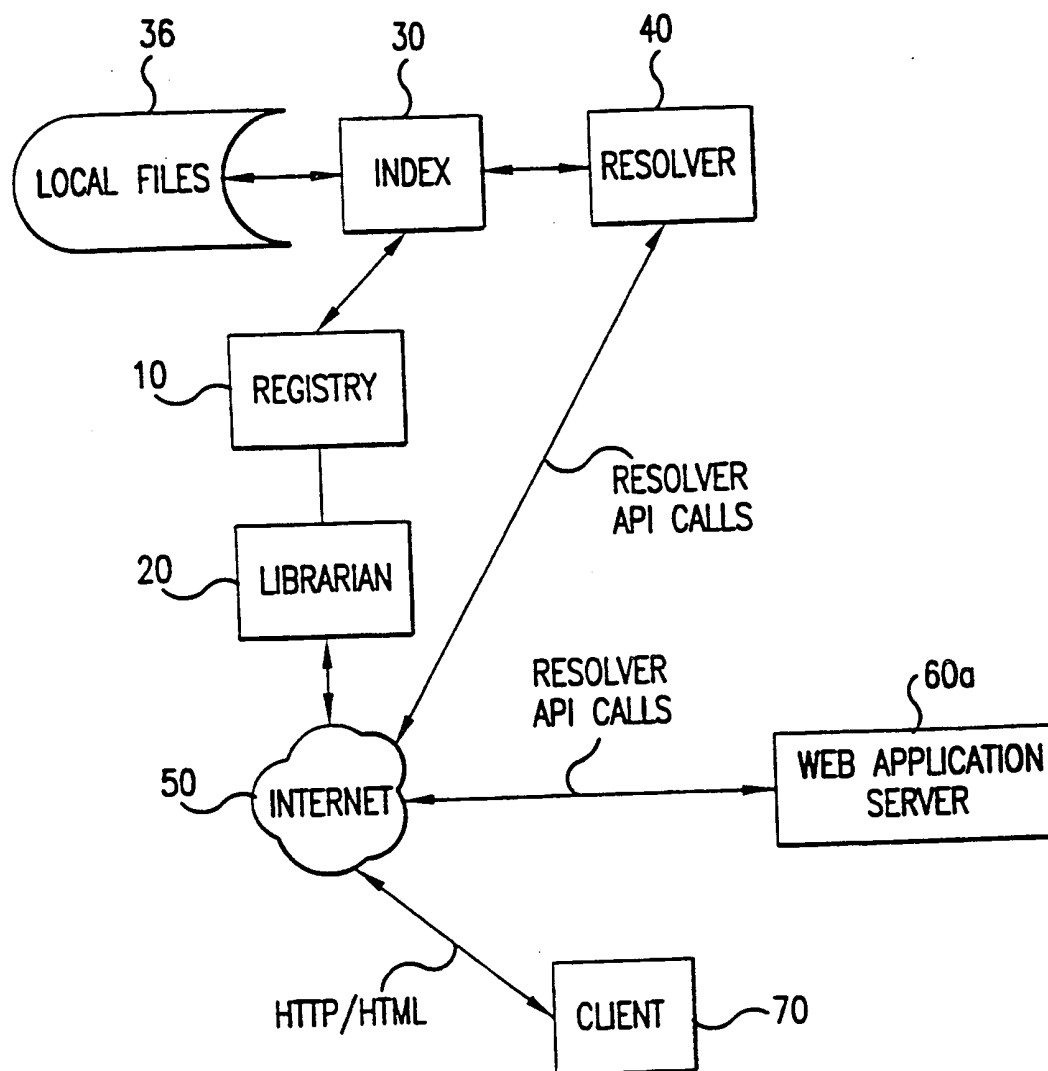 36
30
40
LOCAL FILES
INDEX
RESOLVER
10
REGISTRY
RESOLVER
API CALLS
20
LIBRARIAN
RESOLVER
API CALLS
60a
50
INTERNET
WEB APPLICATION
SERVER
HTTP/HTML
CLIENT
70